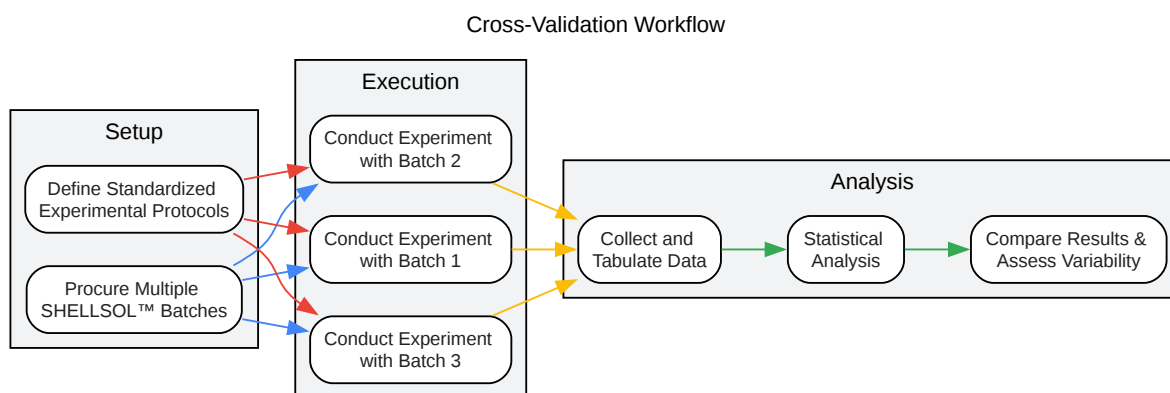 Cross-Validation Workflow
Setup
Define Standardized
Experimental Protocols
Procure Multiple
SHELLSOL™ Batches
Execution
Conduct Experiment
with Batch 2
Conduct Experiment
with Batch 1
Conduct Experiment
with Batch 3
Analysis
Collect and
Tabulate Data
Statistical
Analysis
Compare Results &
Assess Variability